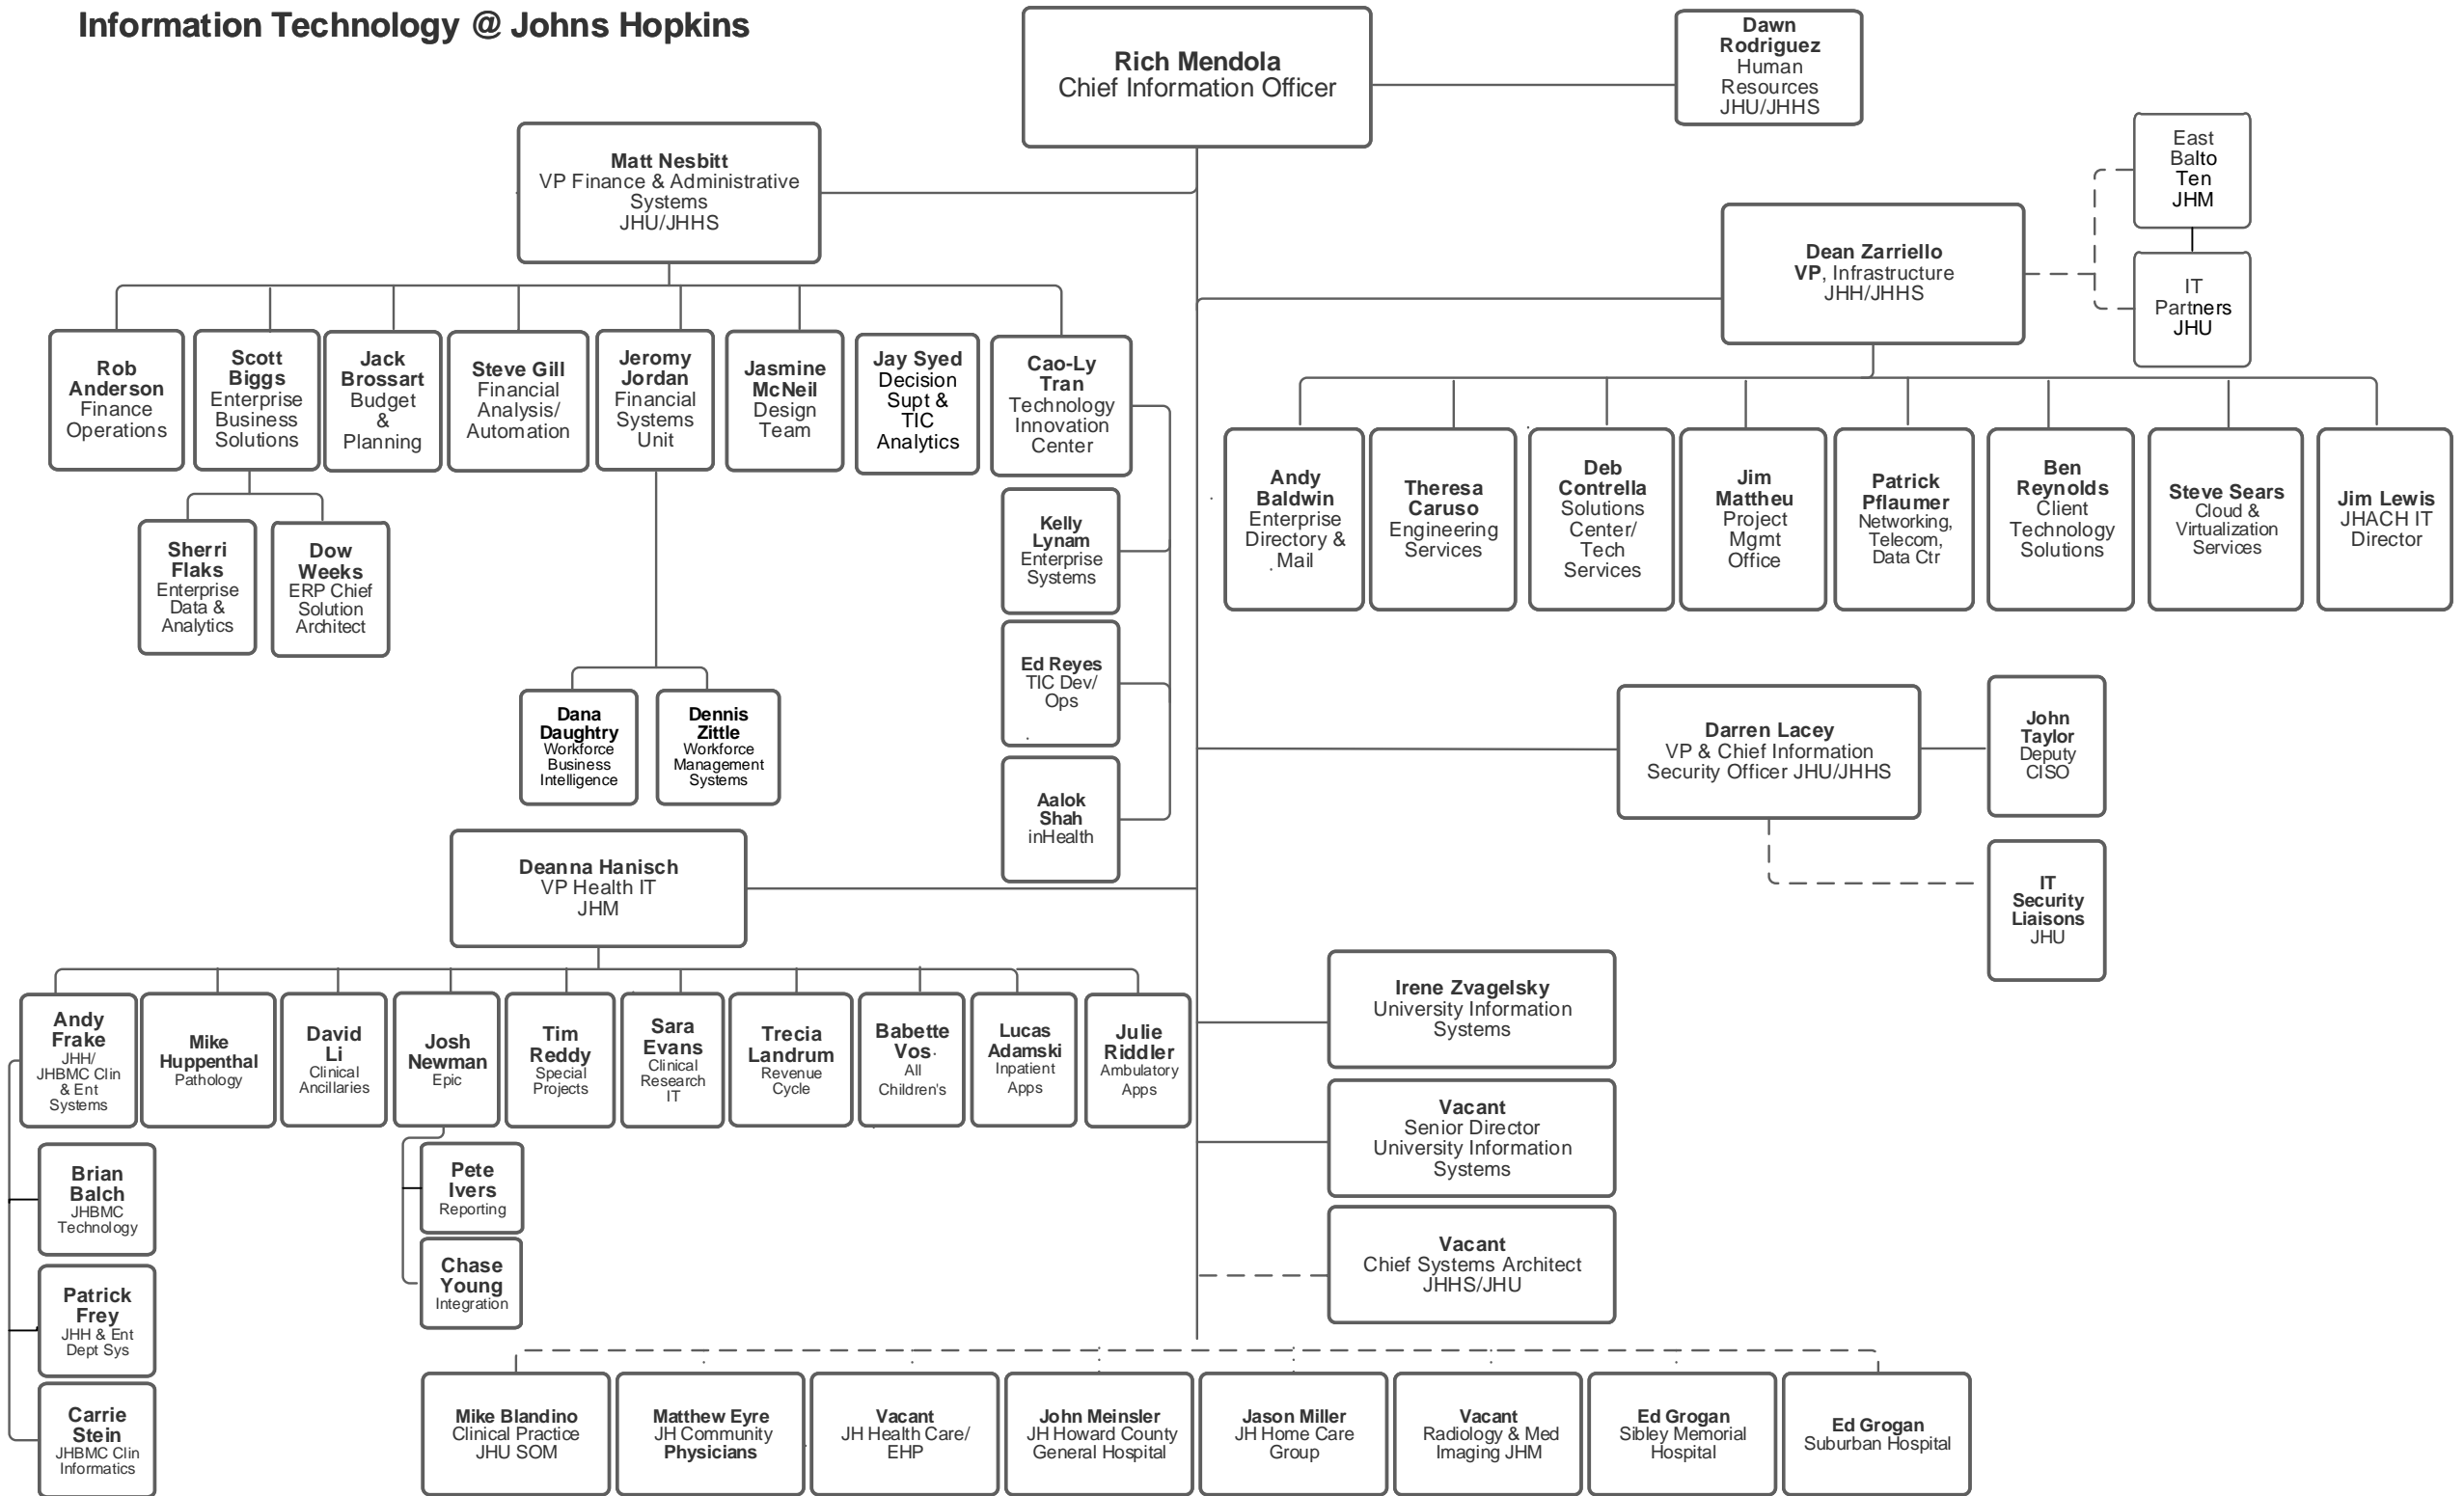 Information Technology @ Johns Hopkins
Rich Mendola
Chief Information Officer
Dawn
Rodriguez
Human
Resources
JHU/JHHS
Matt Nesbitt
VP Finance & Administrative
Systems
JHU/JHHS
East
Balto
Ten
JHM
Dean Zarriello
VP, Infrastructure
JHH/JHHS
IT
Partners
JHU
Rob
Anderson
Finance
Operations
Scott
Biggs
Enterprise
Business
Solutions
Jack
Brossart
Budget
&
Planning
Steve Gill
Financial
Analysis/
Automation
Jeromy
Jordan
Financial
Systems
Unit
Jasmine
McNeil
Design
Team
Jay Syed
Decision
Supt &
TIC
Analytics
Cao-Ly
Tran
Technology
Innovation
Center
Andy
Baldwin
Enterprise
Directory &
Mail
Theresa
Caruso
Engineering
Services
Deb
Contrella
Solutions
Center/
Tech
Services
Jim
Mattheu
Project
Mgmt
Office
Patrick
Pflaumer
Networking,
Telecom,
Data Ctr
Ben
Reynolds
Client
Technology
Solutions
Steve Sears
Cloud &
Virtualization
Services
Jim Lewis
JHACH IT
Director
Sherri
Flaks
Enterprise
Data &
Analytics
Dow
Weeks
ERP Chief
Solution
Architect
Kelly
Lynam
Enterprise
Systems
Ed Reyes
TIC Dev/
Ops
Aalok
Shah
inHealth
Dana
Daughtry
Workforce
Business
Intelligence
Dennis
Zittle
Workforce
Management
Systems
Darren Lacey
VP & Chief Information
Security Officer JHU/JHHS
John
Taylor
Deputy
CISO
IT
Security
Liaisons
JHU
Deanna Hanisch
VP Health IT
JHM
Andy
Frake
JHH/
JHBMC Clin
& Ent
Systems
Mike
Huppenthal
Pathology
David
Li
Clinical
Ancillaries
Josh
Newman
Epic
Tim
Reddy
Special
Projects
Sara
Evans
Clinical
Research
IT
Trecia
Landrum
Revenue
Cycle
Babette
Vos
All
Children's
Lucas
Adamski
Inpatient
Apps
Julie
Riddler
Ambulatory
Apps
Irene Zvagelsky
University Information
Systems
Vacant
Senior Director
University Information
Systems
Vacant
Chief Systems Architect
JHHS/JHU
Brian
Balch
JHBMC
Technology
Patrick
Frey
JHH & Ent
Dept Sys
Carrie
Stein
JHBMC Clin
Informatics
Pete
Ivers
Reporting
Chase
Young
Integration
Mike Blandino
Clinical Practice
JHU SOM
Matthew Eyre
JH Community
Physicians
Vacant
JH Health Care/
EHP
John Meinsler
JH Howard County
General Hospital
Jason Miller
JH Home Care
Group
Vacant
Radiology & Med
Imaging JHM
Ed Grogan
Sibley Memorial
Hospital
Ed Grogan
Suburban Hospital